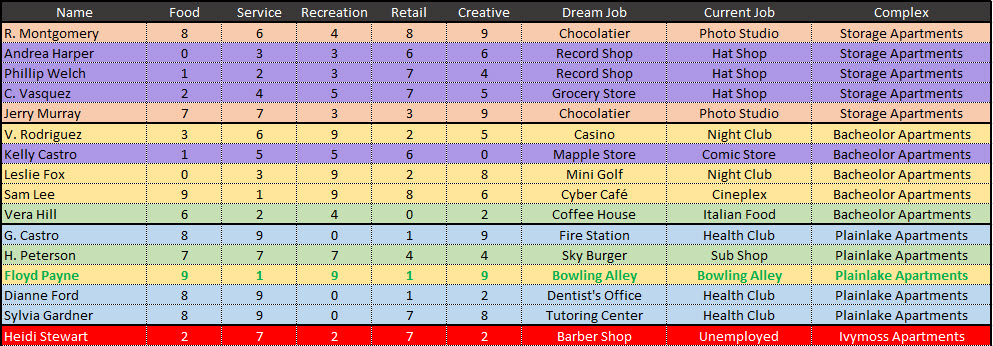 Name Food Service Recreation Retail Creative Dream Job Current Job Complex
R. Montgomery 8 6 4 8 9 Chocolatier Photo Studio Storage Apartments
Andrea Harper 0 3 3 6 6 Record Shop Hat Shop Storage Apartments
Phillip Welch 1 2 3 7 4 Record Shop Hat Shop Storage Apartments
C. Vasquez 2 4 5 7 5 Grocery Store Hat Shop Storage Apartments
Jerry Murray 7 7 3 3 9 Chocolatier Photo Studio Storage Apartments
V. Rodriguez 3 6 9 2 5 Casino Night Club Bacheolor Apartments
Kelly Castro 1 5 5 6 0 Mapple Store Comic Store Bacheolor Apartments
Leslie Fox 0 3 9 2 8 Mini Golf Night Club Bacheolor Apartments
Sam Lee 9 1 9 8 6 Cyber Café Cineplex Bacheolor Apartments
Vera Hill 6 2 4 0 2 Coffee House Italian Food Bacheolor Apartments
G. Castro 8 9 0 1 9 Fire Station Health Club Plainlake Apartments
H. Peterson 7 7 7 4 4 Sky Burger Sub Shop Plainlake Apartments
Floyd Payne 9 1 9 1 9 Bowling Alley Bowling Alley Plainlake Apartments
Dianne Ford 8 9 0 1 2 Dentist's Office Health Club Plainlake Apartments
Sylvia Gardner 8 9 0 7 8 Tutoring Center Health Club Plainlake Apartments
Heidi Stewart 2 7 2 7 2 Barber Shop Unemployed Ivymoss Apartments